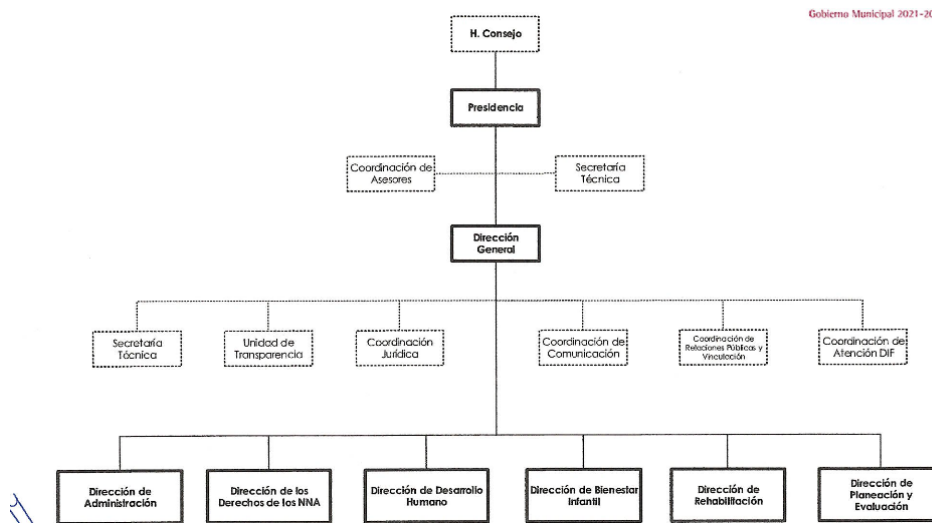 Gobierno Municipal 2021-20
H. Consejo
Presidencia
Coordinación de
Asesores
Secretaría
Técnica
Dirección
General
Secretaría
Técnica
Unidad de
Transparencia
Coordinación
Jurídica
Coordinación de
Comunicación
Coordinación de
Relaciones Públicas y
Vinculación
Coordinación de
Atención DIF
Dirección de
Administración
Dirección de los
Derechos de los NNA
Dirección de Desarrollo
Humano
Dirección de Bienestar
Infantil
Dirección de
Rehabilitación
Dirección de
Planeación y
Evaluación